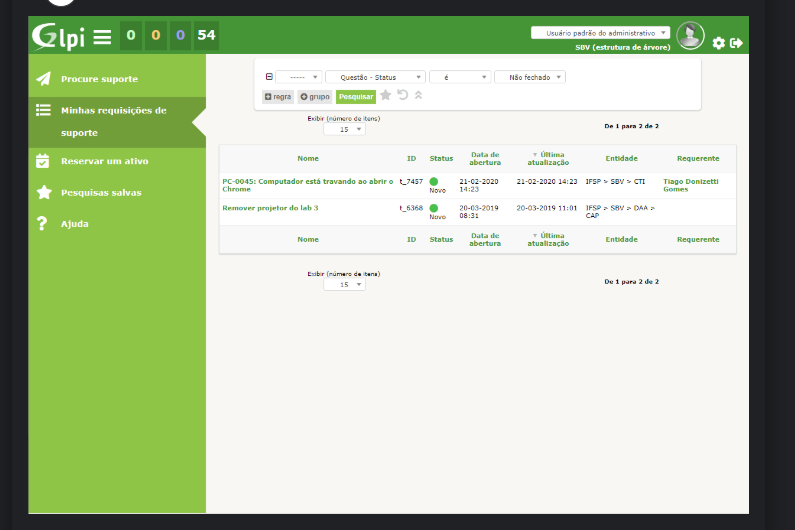 Glpi 0 0 0 54
Usuário padrão do administrativo
SBV (estrutura de árvore)
Procure suporte
Minhas requisições de
suporte
Reservar um ativo
Pesquisas salvas
? Ajuda
----- Questão - Status é Não fechado
regra grupo Pesquisar
Exibir (número de itens)
15
De 1 para 2 de 2
Nome ID Status Data de abertura Última atualização Entidade Requerente
PC-0045: Computador está travando ao abrir o Chrome t_7457 Novo 21-02-2020 14:23 21-02-2020 14:23 IFSP > SBV > CTI Tiago Donizetti Gomes
Remover projetor do lab 3 t_6368 Novo 20-03-2019 08:31 20-03-2019 11:01 IFSP > SBV > DAA > CAP
Nome ID Status Data de abertura Última atualização Entidade Requerente
Exibir (número de itens)
15
De 1 para 2 de 2